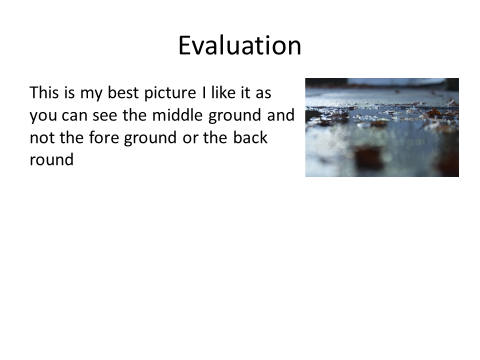 Evaluation
This is my best picture I like it as
you can see the middle ground and
not the fore ground or the back
round